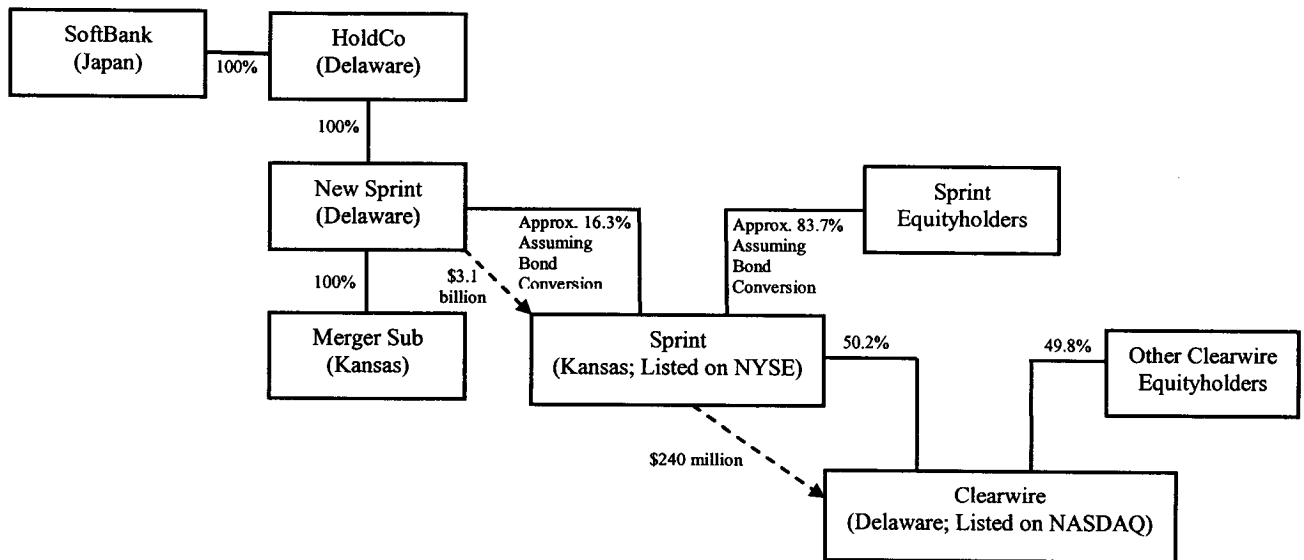 SoftBank
(Japan)
100%
HoldCo
(Delaware)
100%
New Sprint
(Delaware)
Approx. 16.3%
Assuming
Bond
Conversion
Approx. 83.7%
Assuming
Bond
Conversion
Sprint
Equityholders
100%
$3.1
billion
Merger Sub
(Kansas)
Sprint
(Kansas; Listed on NYSE)
50.2%
49.8%
Other Clearwire
Equityholders
$240 million
Clearwire
(Delaware; Listed on NASDAQ)